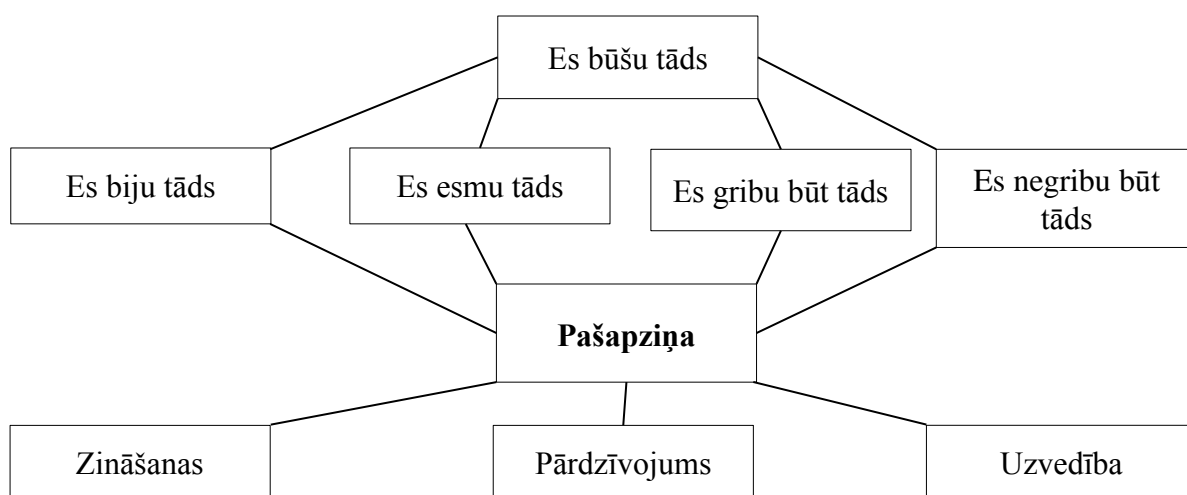 Es būšu tāds
Es biju tāds
Es esmu tāds
Es gribu būt tāds
Es negribu būt
tāds
Pašapziņa
Zināšanas
Pārdzīvojums
Uzvedība